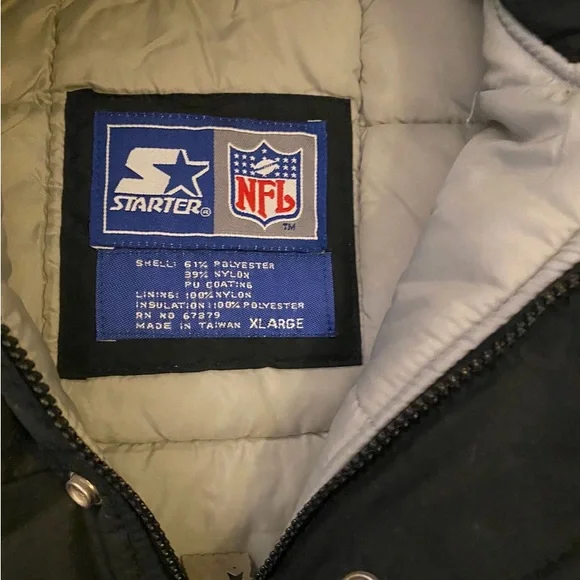 STARTER®
NFL
TM
SHELL: 61% POLYESTER
39% NYLON
PU COATING
LINING: 100% NYLON
INSULATION: 100% POLYESTER
RN NO 67879
MADE IN TAIWAN XLARGE